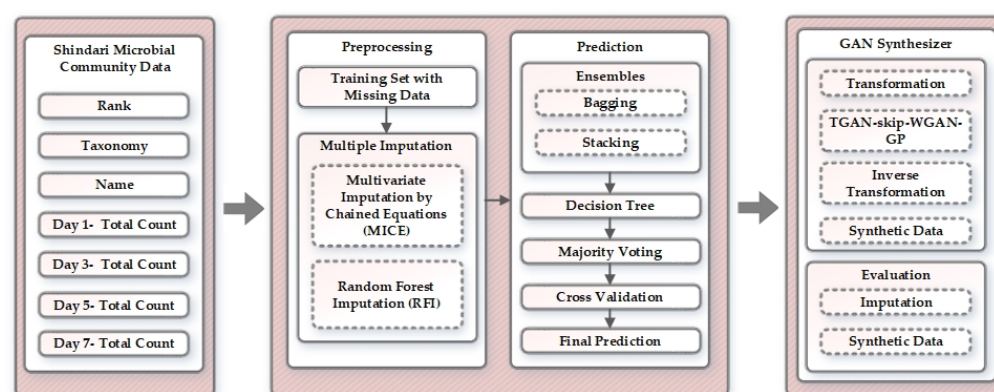 Shindari Microbial
Community Data
Rank
Taxonomy
Name
Day 1- Total Count
Day 3- Total Count
Day 5- Total Count
Day 7- Total Count
Preprocessing
Training Set with
Missing Data
Multiple Imputation
Multivariate
Imputation by
Chained Equations
(MICE)
Random Forest
Imputation (RFI)
Prediction
Ensembles
Bagging
Stacking
Decision Tree
Majority Voting
Cross Validation
Final Prediction
GAN Synthesizer
Transformation
TGAN-skip-WGAN-
GP
Inverse
Transformation
Synthetic Data
Evaluation
Imputation
Synthetic Data